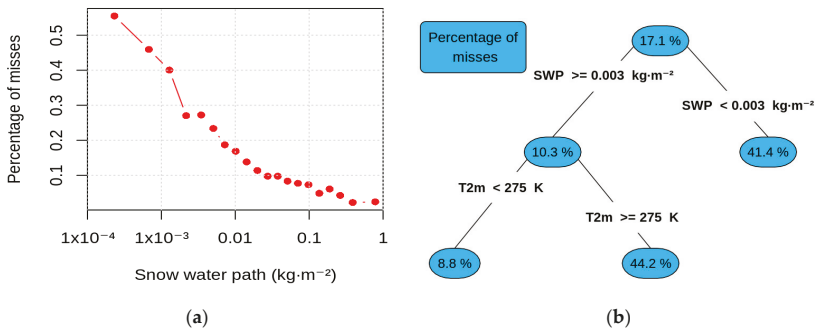 Percentage of misses
0.5
0.4
0.3
0.2
0.1
1x10⁻⁴
1x10⁻³
0.01
0.1
1
Snow water path (kg·m⁻²)
(a)
Percentage of
misses
17.1 %
SWP >= 0.003 kg·m⁻²
SWP < 0.003 kg·m⁻²
10.3 %
41.4 %
T2m < 275 K
T2m >= 275 K
8.8 %
44.2 %
(b)